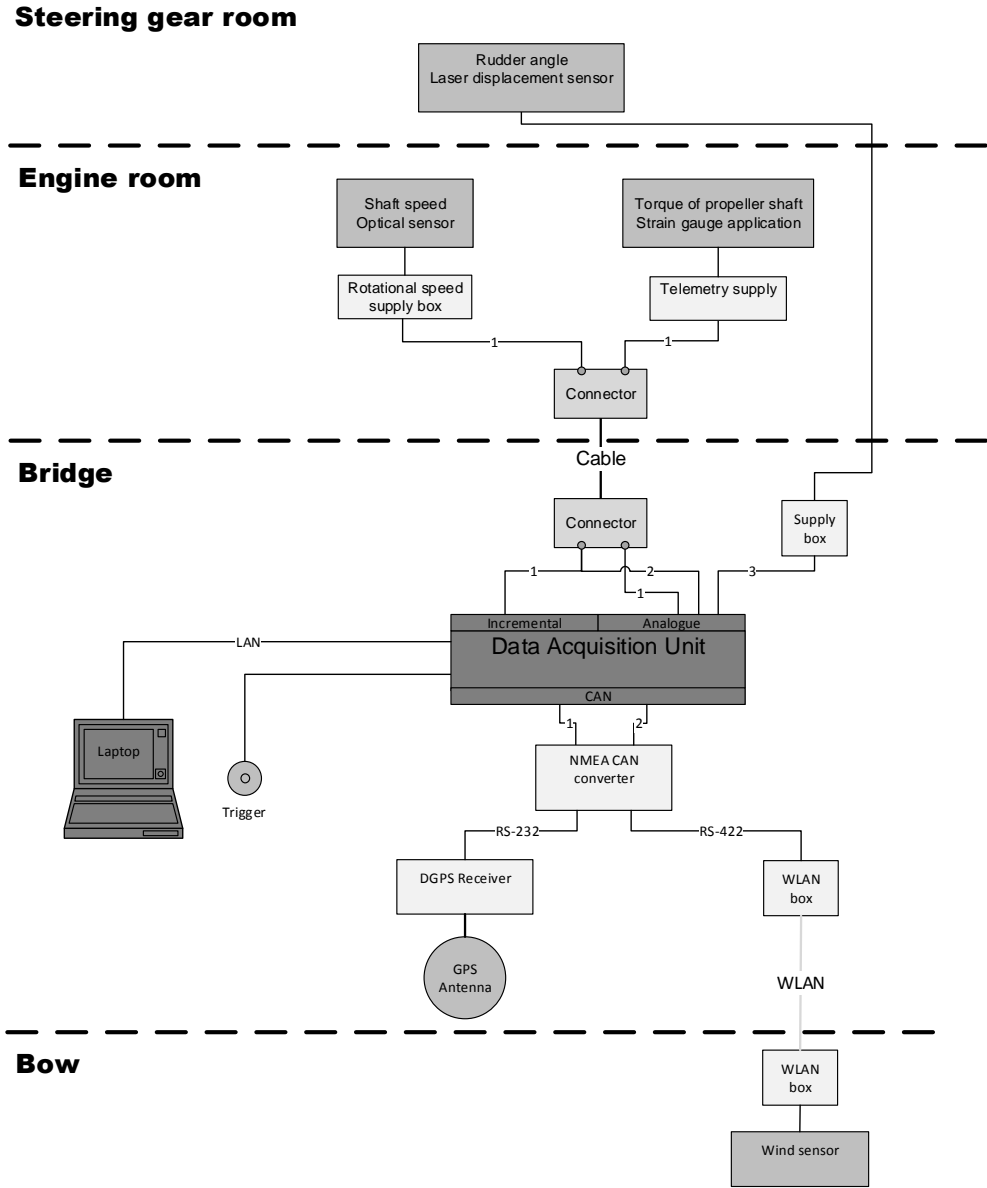 Steering gear room
Rudder angle
Laser displacement sensor
Engine room
Shaft speed
Optical sensor
Torque of propeller shaft
Strain gauge application
Rotational speed
supply box
Telemetry supply
1
1
Connector
Cable
Bridge
Connector
Supply
box
1
2
3
1
Incremental
Analogue
Data Acquisition Unit
LAN
CAN
1
2
Laptop
NMEA CAN
converter
Trigger
RS-232
RS-422
DGPS Receiver
WLAN
box
GPS
Antenna
WLAN
Bow
WLAN
box
Wind sensor